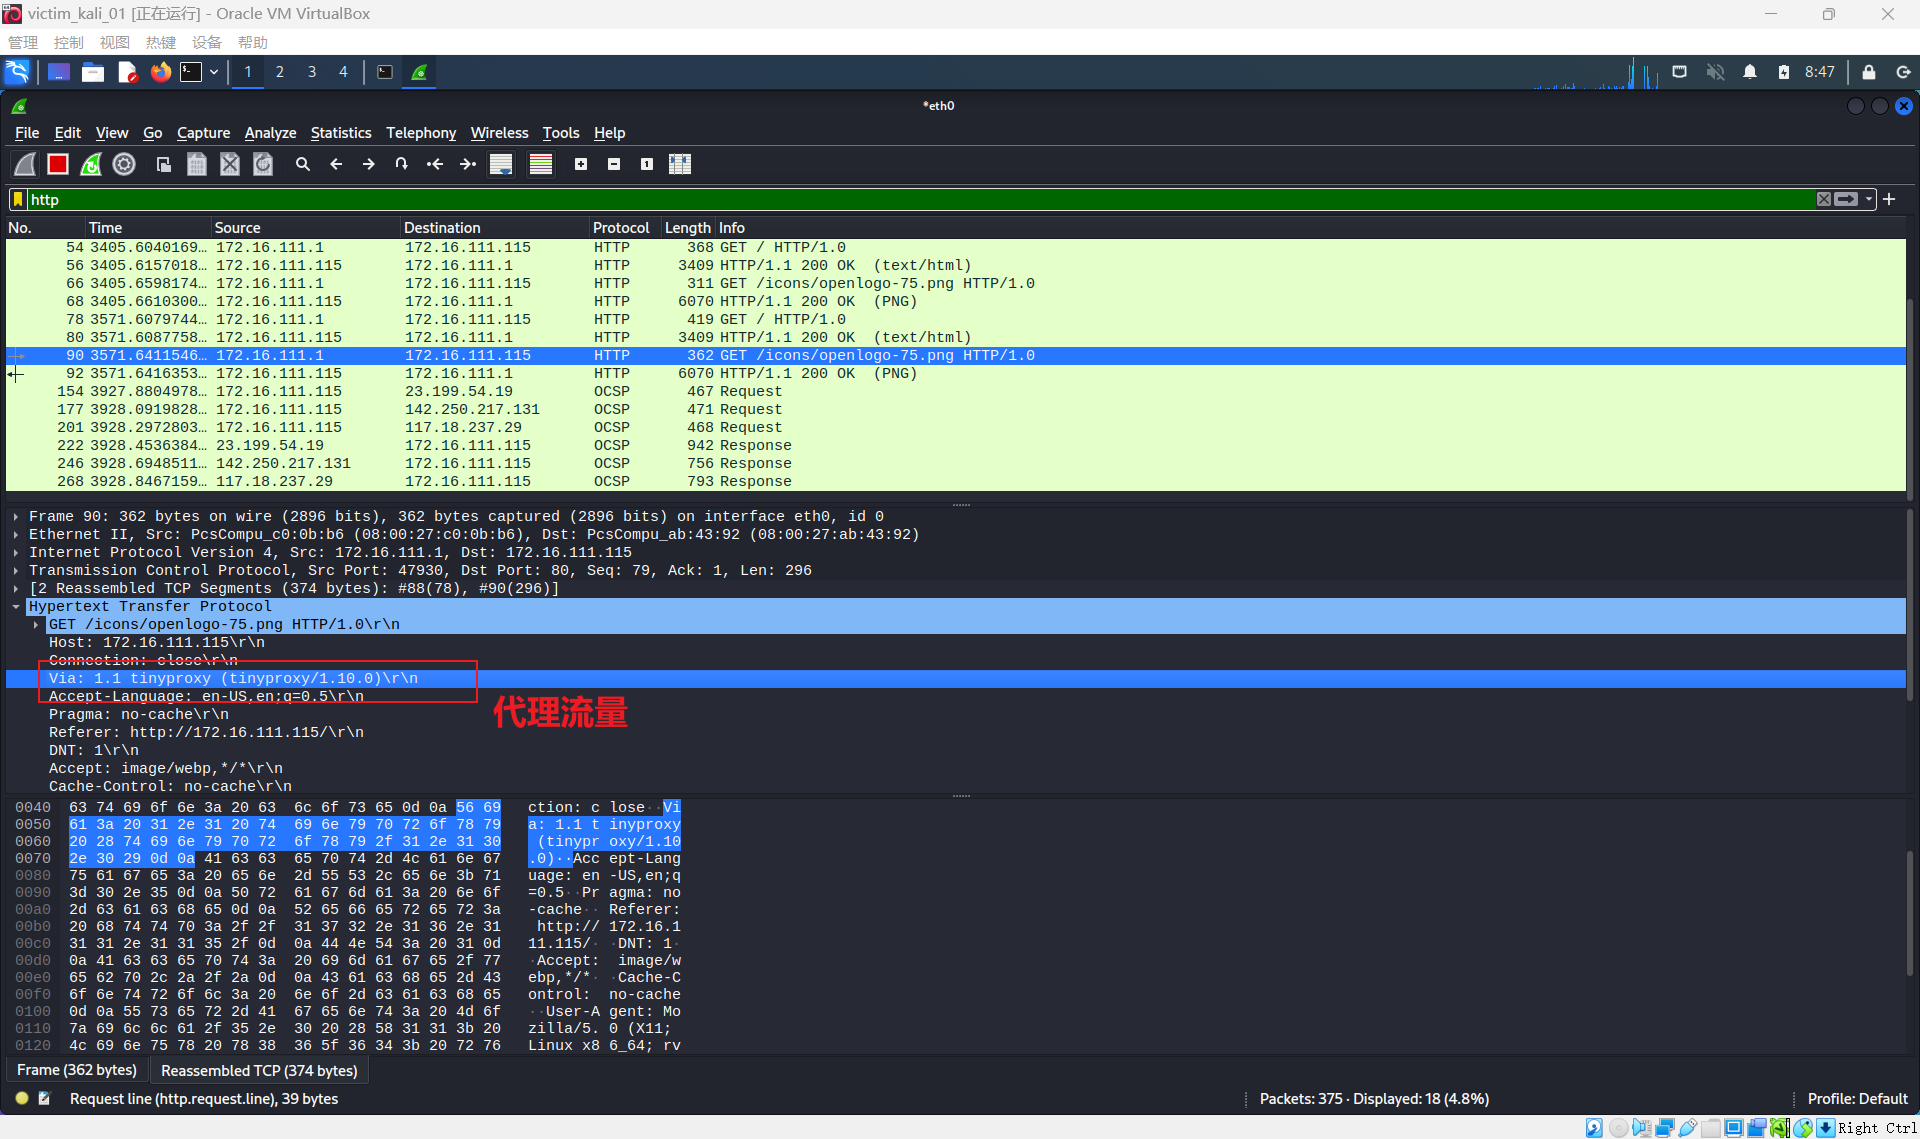 victim_kali_01 [正在运行] - Oracle VM VirtualBox
管理 控制 视图 热键 设备 帮助
1 2 3 4 8:47
*eth0
File Edit View Go Capture Analyze Statistics Telephony Wireless Tools Help
http
No. Time Source Destination Protocol Length Info
54 3405.6040169… 172.16.111.1 172.16.111.115 HTTP 368 GET / HTTP/1.0
56 3405.6157018… 172.16.111.115 172.16.111.1 HTTP 3409 HTTP/1.1 200 OK (text/html)
66 3405.6598174… 172.16.111.1 172.16.111.115 HTTP 311 GET /icons/openlogo-75.png HTTP/1.0
68 3405.6610300… 172.16.111.115 172.16.111.1 HTTP 6070 HTTP/1.1 200 OK (PNG)
78 3571.6079744… 172.16.111.1 172.16.111.115 HTTP 419 GET / HTTP/1.0
80 3571.6087758… 172.16.111.115 172.16.111.1 HTTP 3409 HTTP/1.1 200 OK (text/html)
90 3571.6411546… 172.16.111.1 172.16.111.115 HTTP 362 GET /icons/openlogo-75.png HTTP/1.0
92 3571.6416353… 172.16.111.115 172.16.111.1 HTTP 6070 HTTP/1.1 200 OK (PNG)
154 3927.8804978… 172.16.111.115 23.199.54.19 OCSP 467 Request
177 3928.0919828… 172.16.111.115 142.250.217.131 OCSP 471 Request
201 3928.2972803… 172.16.111.115 117.18.237.29 OCSP 468 Request
222 3928.4536384… 23.199.54.19 172.16.111.115 OCSP 942 Response
246 3928.6948511… 142.250.217.131 172.16.111.115 OCSP 756 Response
268 3928.8467159… 117.18.237.29 172.16.111.115 OCSP 793 Response
Frame 90: 362 bytes on wire (2896 bits), 362 bytes captured (2896 bits) on interface eth0, id 0
Ethernet II, Src: PcsCompu_c0:0b:b6 (08:00:27:c0:0b:b6), Dst: PcsCompu_ab:43:92 (08:00:27:ab:43:92)
Internet Protocol Version 4, Src: 172.16.111.1, Dst: 172.16.111.115
Transmission Control Protocol, Src Port: 47930, Dst Port: 80, Seq: 79, Ack: 1, Len: 296
[2 Reassembled TCP Segments (374 bytes): #88(78), #90(296)]
Hypertext Transfer Protocol
GET /icons/openlogo-75.png HTTP/1.0\r\n
Host: 172.16.111.115\r\n
Connection: close\r\n
Via: 1.1 tinyproxy (tinyproxy/1.10.0)\r\n
Accept-Language: en-US,en;q=0.5\r\n
代理流量
Pragma: no-cache\r\n
Referer: http://172.16.111.115/\r\n
DNT: 1\r\n
Accept: image/webp,*/*\r\n
Cache-Control: no-cache\r\n
0040 63 74 69 6f 6e 3a 20 63 6c 6f 73 65 0d 0a 56 69 ction: c lose··Vi
0050 61 3a 20 31 2e 31 20 74 69 6e 79 70 72 6f 78 79 a: 1.1 t inyproxy
0060 20 28 74 69 6e 79 70 72 6f 78 79 2f 31 2e 31 30 (tinypr oxy/1.10
0070 2e 30 29 0d 0a 41 63 63 65 70 74 2d 4c 61 6e 67 .0)··Acc ept-Lang
0080 75 61 67 65 3a 20 65 6e 2d 55 53 2c 65 6e 3b 71 uage: en -US,en;q
0090 3d 30 2e 35 0d 0a 50 72 61 67 6d 61 3a 20 6e 6f =0.5··Pr agma: no
00a0 2d 63 61 63 68 65 0d 0a 52 65 66 65 72 65 72 3a -cache·· Referer:
00b0 20 68 74 74 70 3a 2f 2f 31 37 32 2e 31 36 2e 31 http:// 172.16.1
00c0 31 31 2e 31 31 35 2f 0d 0a 44 4e 54 3a 20 31 0d 11.115/· ·DNT: 1·
00d0 0a 41 63 63 65 70 74 3a 20 69 6d 61 67 65 2f 77 ·Accept: image/w
00e0 65 62 70 2c 2a 2f 2a 0d 0a 43 61 63 68 65 2d 43 ebp,*/*· ·Cache-C
00f0 6f 6e 74 72 6f 6c 3a 20 6e 6f 2d 63 61 63 68 65 ontrol: no-cache
0100 0d 0a 55 73 65 72 2d 41 67 65 6e 74 3a 20 4d 6f ··User-A gent: Mo
0110 7a 69 6c 6c 61 2f 35 2e 30 20 28 58 31 31 3b 20 zilla/5. 0 (X11;
0120 4c 69 6e 75 78 20 78 38 36 5f 36 34 3b 20 72 76 Linux x8 6_64; rv
Frame (362 bytes) Reassembled TCP (374 bytes)
Request line (http.request.line), 39 bytes Packets: 375 · Displayed: 18 (4.8%) Profile: Default
Right Ctrl